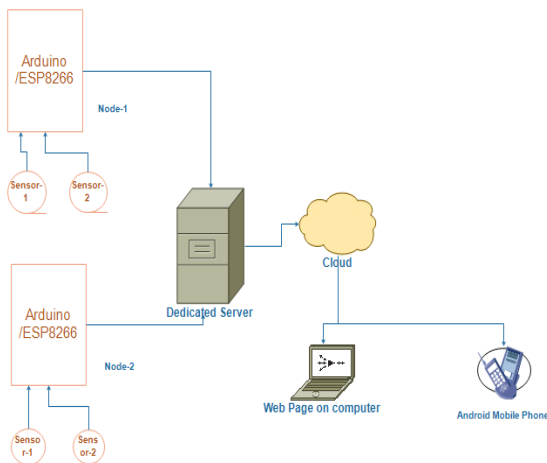 Arduino
/ESP8266
Node-1
Sensor-
1
Sensor-
2
Cloud
Dedicated Server
Arduino
/ESP8266
Node-2
Web Page on computer
Android Mobile Phone
Senso
r-1
Sens
or-2